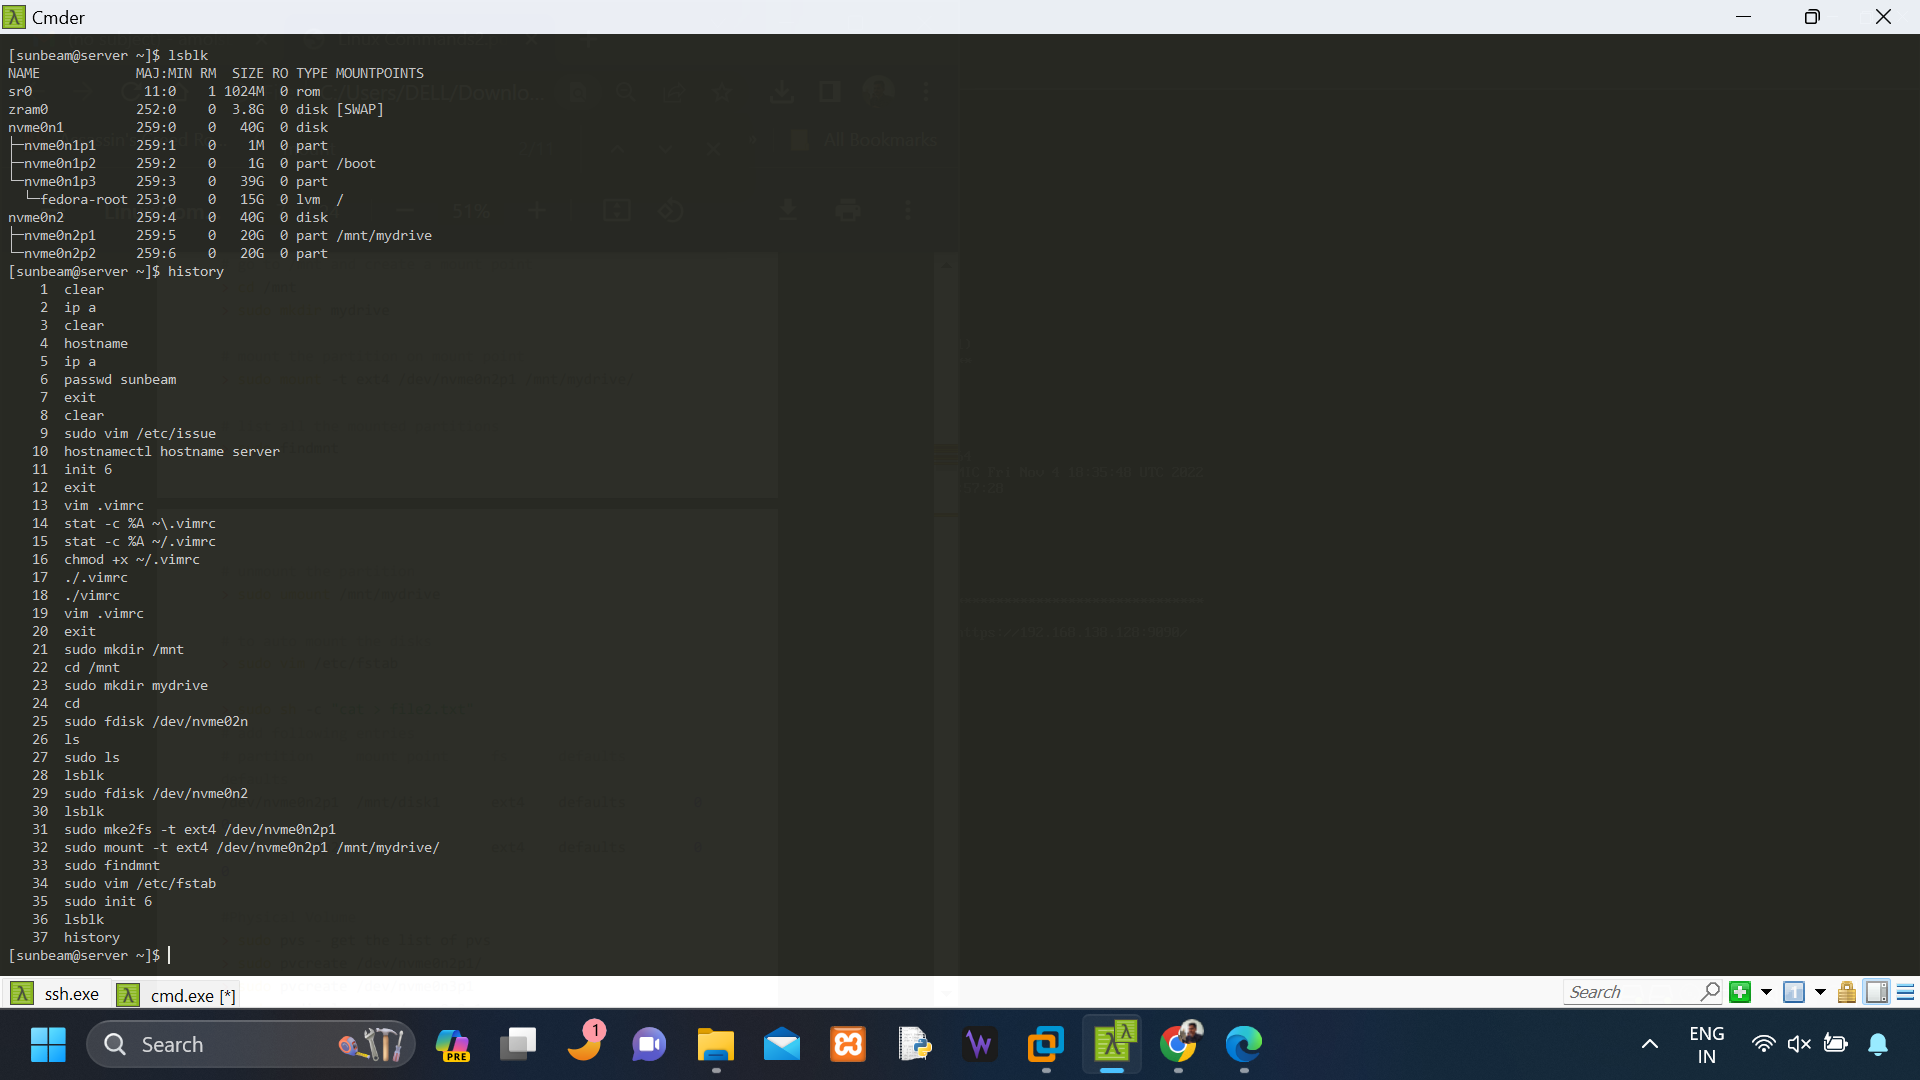 Cmder
[sunbeam@server ~]$ lsblk
NAME MAJ:MIN RM SIZE RO TYPE MOUNTPOINTS
sr0 11:0 1 1024M 0 rom
zram0 252:0 0 3.8G 0 disk [SWAP]
nvme0n1 259:0 0 40G 0 disk
├─nvme0n1p1 259:1 0 1M 0 part
├─nvme0n1p2 259:2 0 1G 0 part /boot
└─nvme0n1p3 259:3 0 39G 0 part
  └─fedora-root 253:0 0 15G 0 lvm /
nvme0n2 259:4 0 40G 0 disk
├─nvme0n2p1 259:5 0 20G 0 part /mnt/mydrive
└─nvme0n2p2 259:6 0 20G 0 part
[sunbeam@server ~]$ history
1 clear
2 ip a
3 clear
4 hostname
5 ip a
6 passwd sunbeam
7 exit
8 clear
9 sudo vim /etc/issue
10 hostnamectl hostname server
11 init 6
12 exit
13 vim .vimrc
14 stat -c %A ~\.vimrc
15 stat -c %A ~/.vimrc
16 chmod +x ~/.vimrc
17 ./.vimrc
18 ./vimrc
19 vim .vimrc
20 exit
21 sudo mkdir /mnt
22 cd /mnt
23 sudo mkdir mydrive
24 cd
25 sudo fdisk /dev/nvme02n
26 ls
27 sudo ls
28 lsblk
29 sudo fdisk /dev/nvme0n2
30 lsblk
31 sudo mke2fs -t ext4 /dev/nvme0n2p1
32 sudo mount -t ext4 /dev/nvme0n2p1 /mnt/mydrive/
33 sudo findmnt
34 sudo vim /etc/fstab
35 sudo init 6
36 lsblk
37 history
[sunbeam@server ~]$
ssh.exe
cmd.exe [*]
Search
Search
PRE
1
ENG
IN